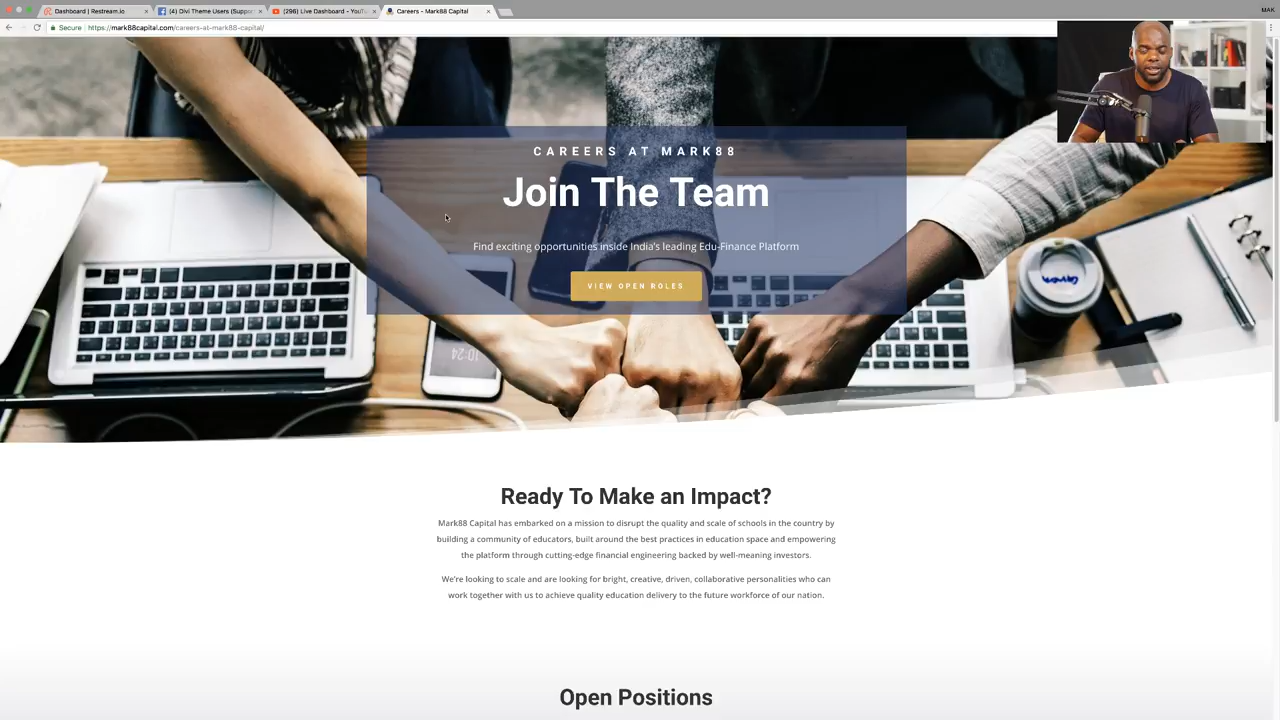 Dashboard | Restream.io
(4) Divi Theme Users (Suppor
(296) Live Dashboard - YouTu
Careers - Mark88 Capital
MAK
Secure
https://mark88capital.com/careers-at-mark88-capital/
CAREERS AT MARK88
Join The Team
Find exciting opportunities inside India's leading Edu-Finance Platform
VIEW OPEN ROLES
10:24
Ready To Make an Impact?
Mark88 Capital has embarked on a mission to disrupt the quality and scale of schools in the country by
building a community of educators, built around the best practices in education space and empowering
the platform through cutting-edge financial engineering backed by well-meaning investors.
We're looking to scale and are looking for bright, creative, driven, collaborative personalities who can
work together with us to achieve quality education delivery to the future workforce of our nation.
Open Positions